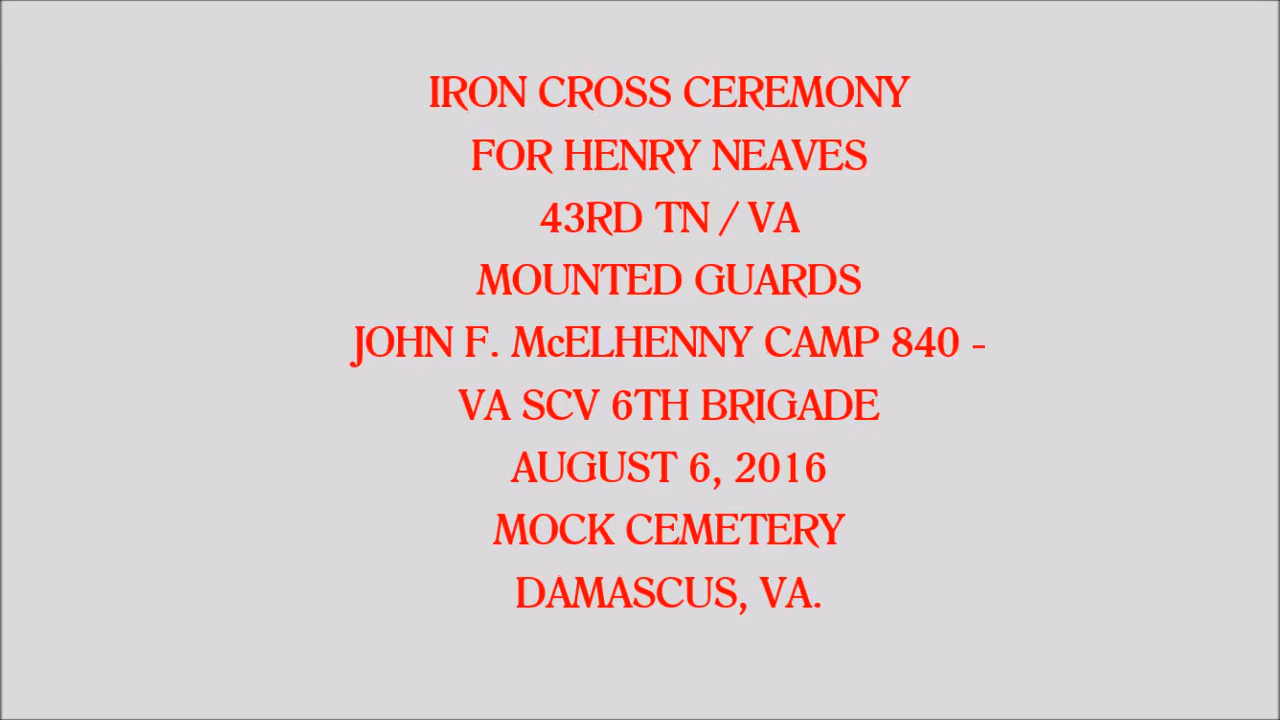 IRON CROSS CEREMONY
FOR HENRY NEAVES
43RD TN / VA
MOUNTED GUARDS
JOHN F. McELHENNY CAMP 840 -
VA SCV 6TH BRIGADE
AUGUST 6, 2016
MOCK CEMETERY
DAMASCUS, VA.